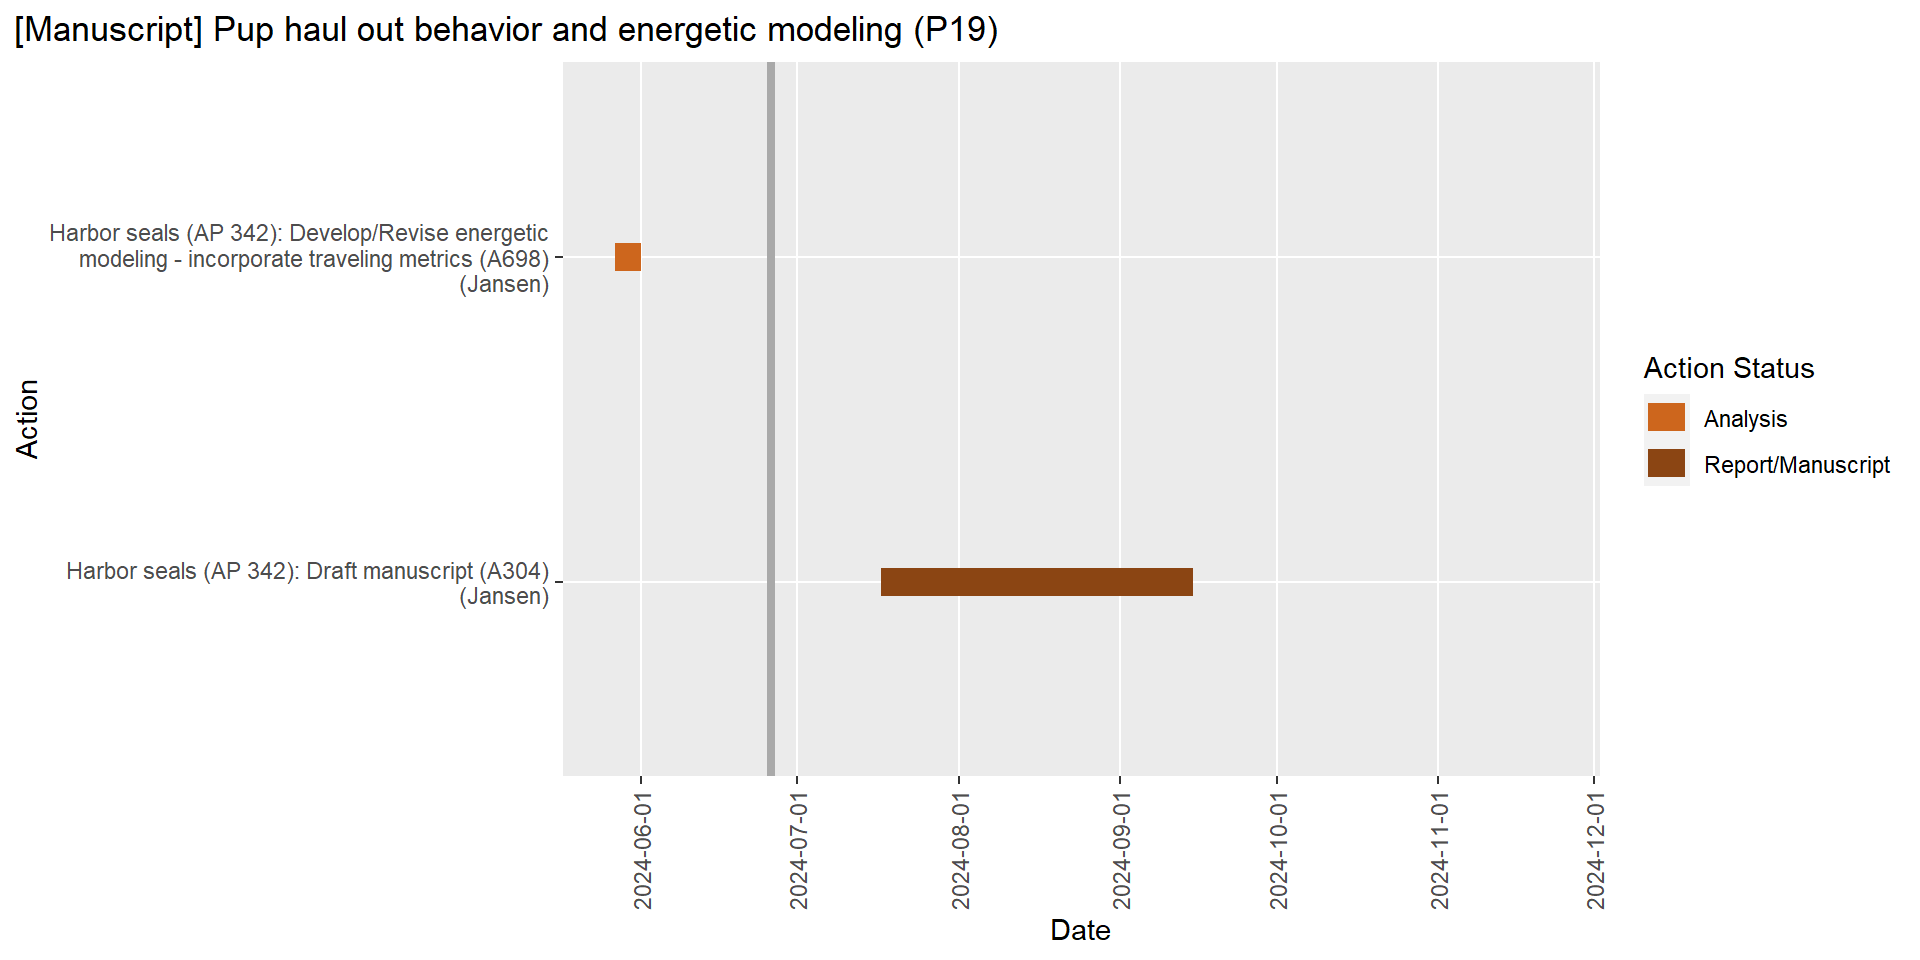 [Manuscript] Pup haul out behavior and energetic modeling (P19)
Harbor seals (AP 342): Develop/Revise energetic
modeling - incorporate traveling metrics (A698)
(Jansen)
Harbor seals (AP 342): Draft manuscript (A304)
(Jansen)
Action
2024-06-01
2024-07-01
2024-08-01
2024-09-01
2024-10-01
2024-11-01
2024-12-01
Date
Action Status
Analysis
Report/Manuscript